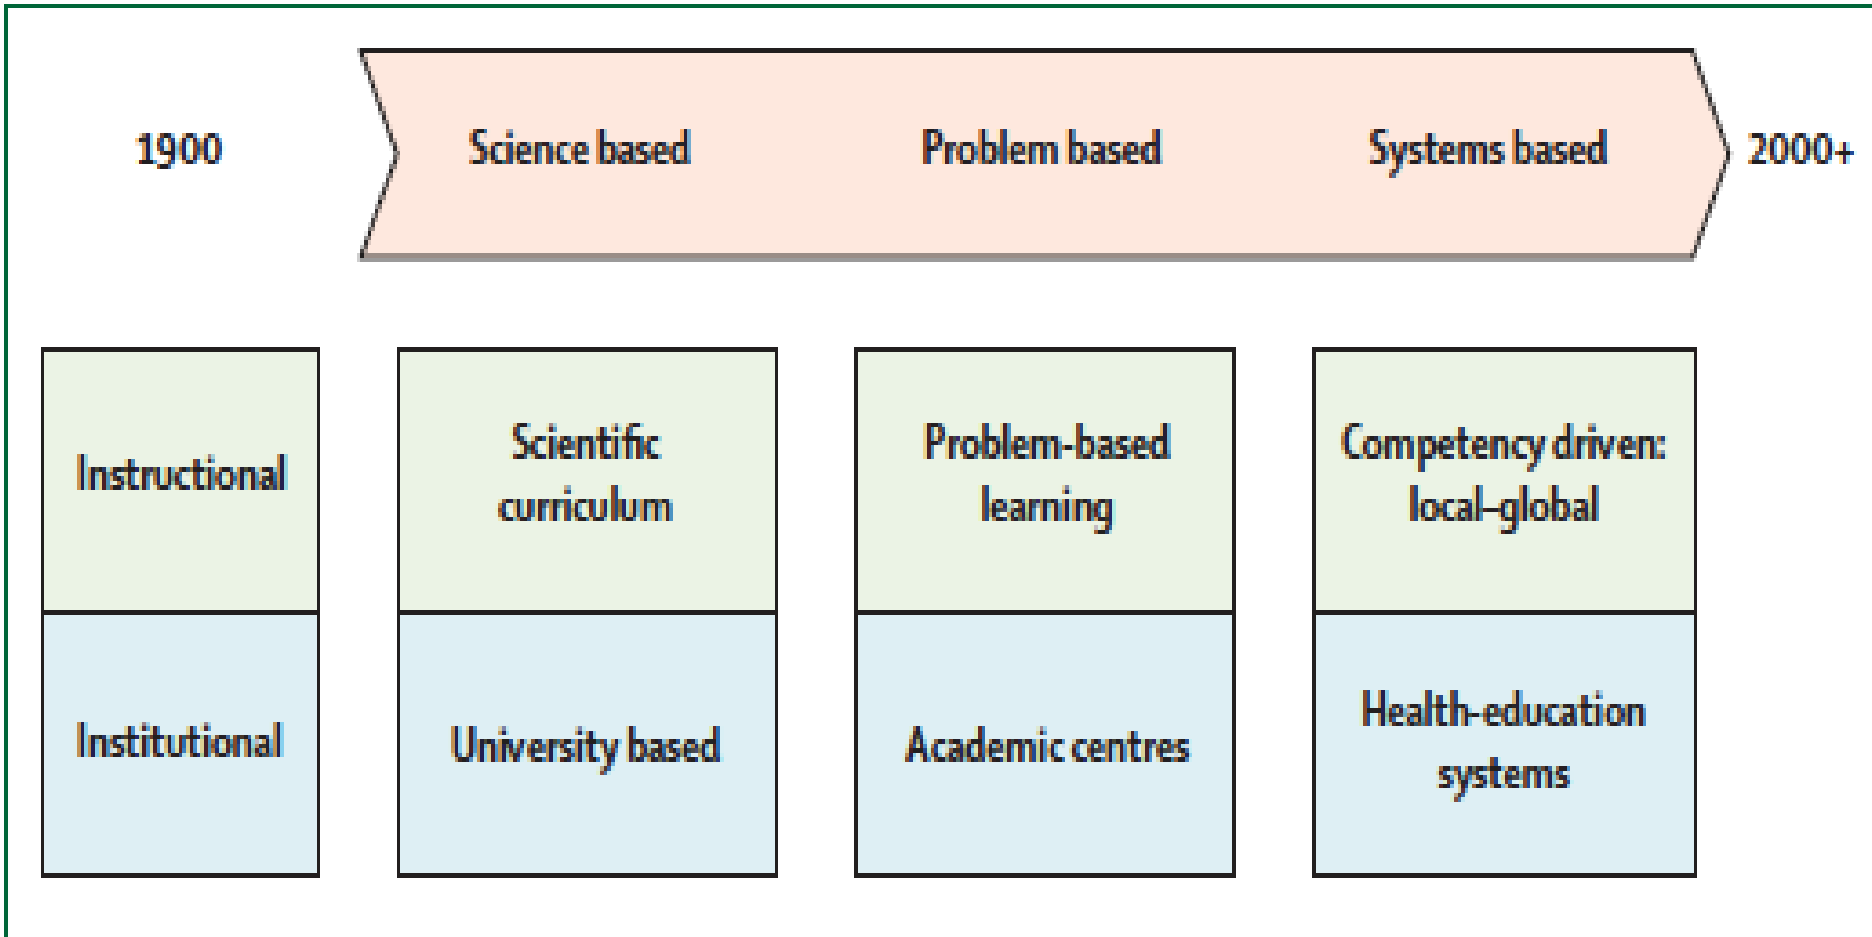 1900 Science based Problem based Systems based 2000+
Instructional
Scientific
curriculum
Problem-based
learning
Competency driven:
local–global
Institutional
University based
Academic centres
Health-education
systems